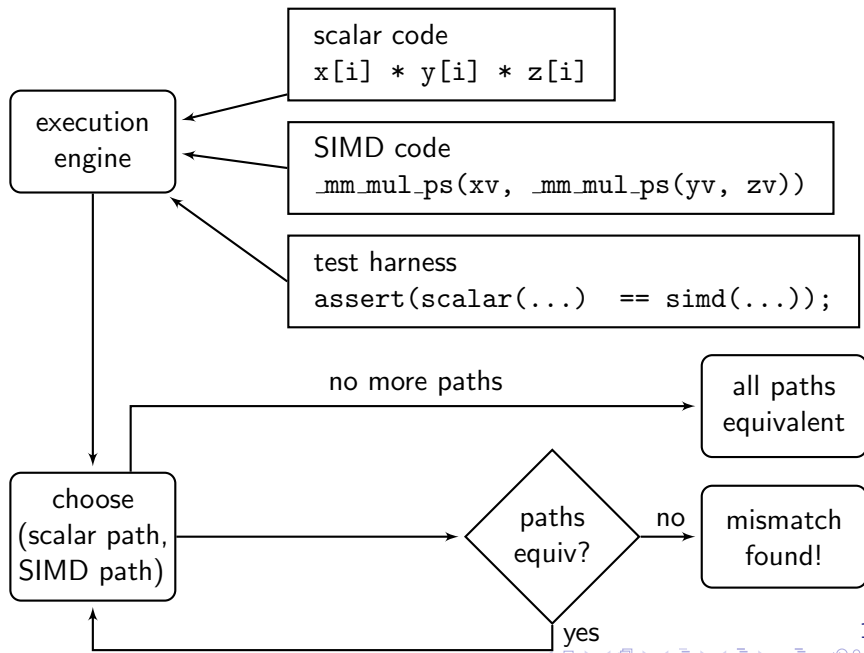 scalar code
x[i] * y[i] * z[i]
execution
engine
SIMD code
_mm_mul_ps(xv, _mm_mul_ps(yv, zv))
test harness
assert(scalar(...) == simd(...));
no more paths
all paths
equivalent
choose
(scalar path,
SIMD path)
paths
equiv?
no
mismatch
found!
yes